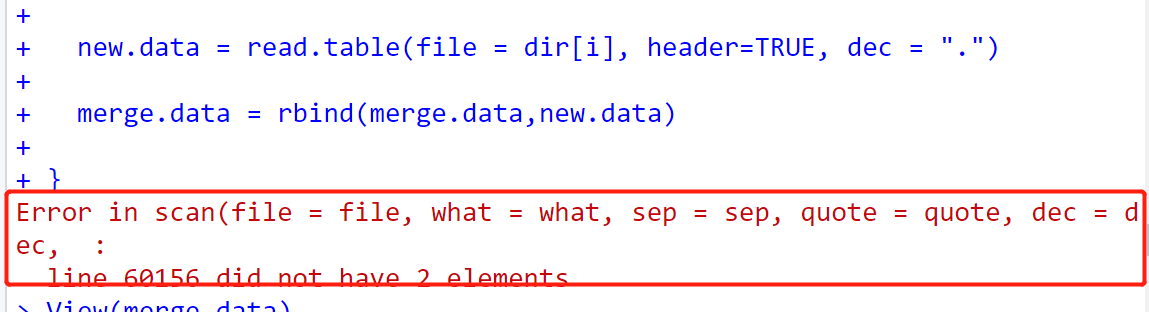 +
+   new.data = read.table(file = dir[i], header=TRUE, dec = ".")
+
+   merge.data = rbind(merge.data,new.data)
+
+ }
Error in scan(file = file, what = what, sep = sep, quote = quote, dec = d
ec,  :
  line 60156 did not have 2 elements
> View(merge.data)